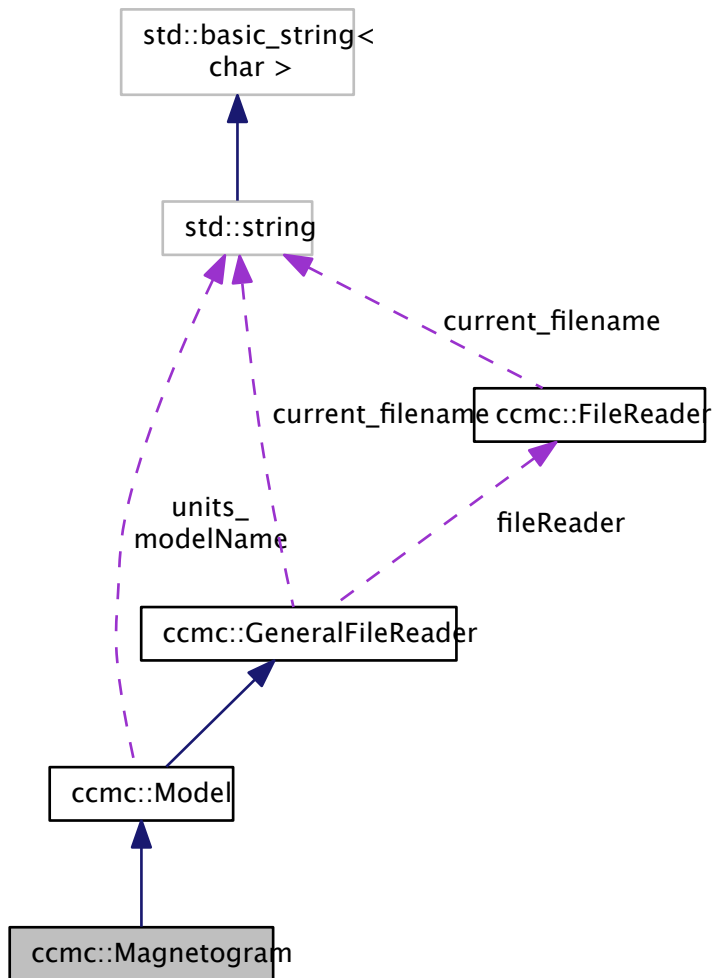 std::basic_string<
char >
std::string
current_filename
current_filename
ccmc::FileReader
units_
modelName
fileReader
ccmc::GeneralFileReader
ccmc::Model
ccmc::Magnetogram